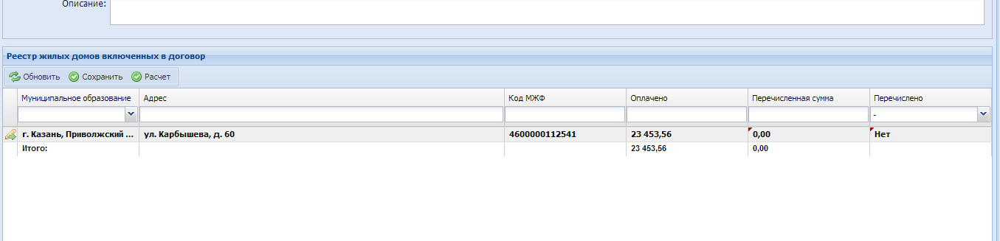 Описание:
Реестр жилых домов включенных в договор
Обновить Сохранить Расчет
Муниципальное образование Адрес Код МЖФ Оплачено Перечисленная сумма Перечислено
-
г. Казань, Приволжский ... ул. Карбышева, д. 60 4600000112541 23 453,56 0,00 Нет
Итого: 23 453,56 0,00